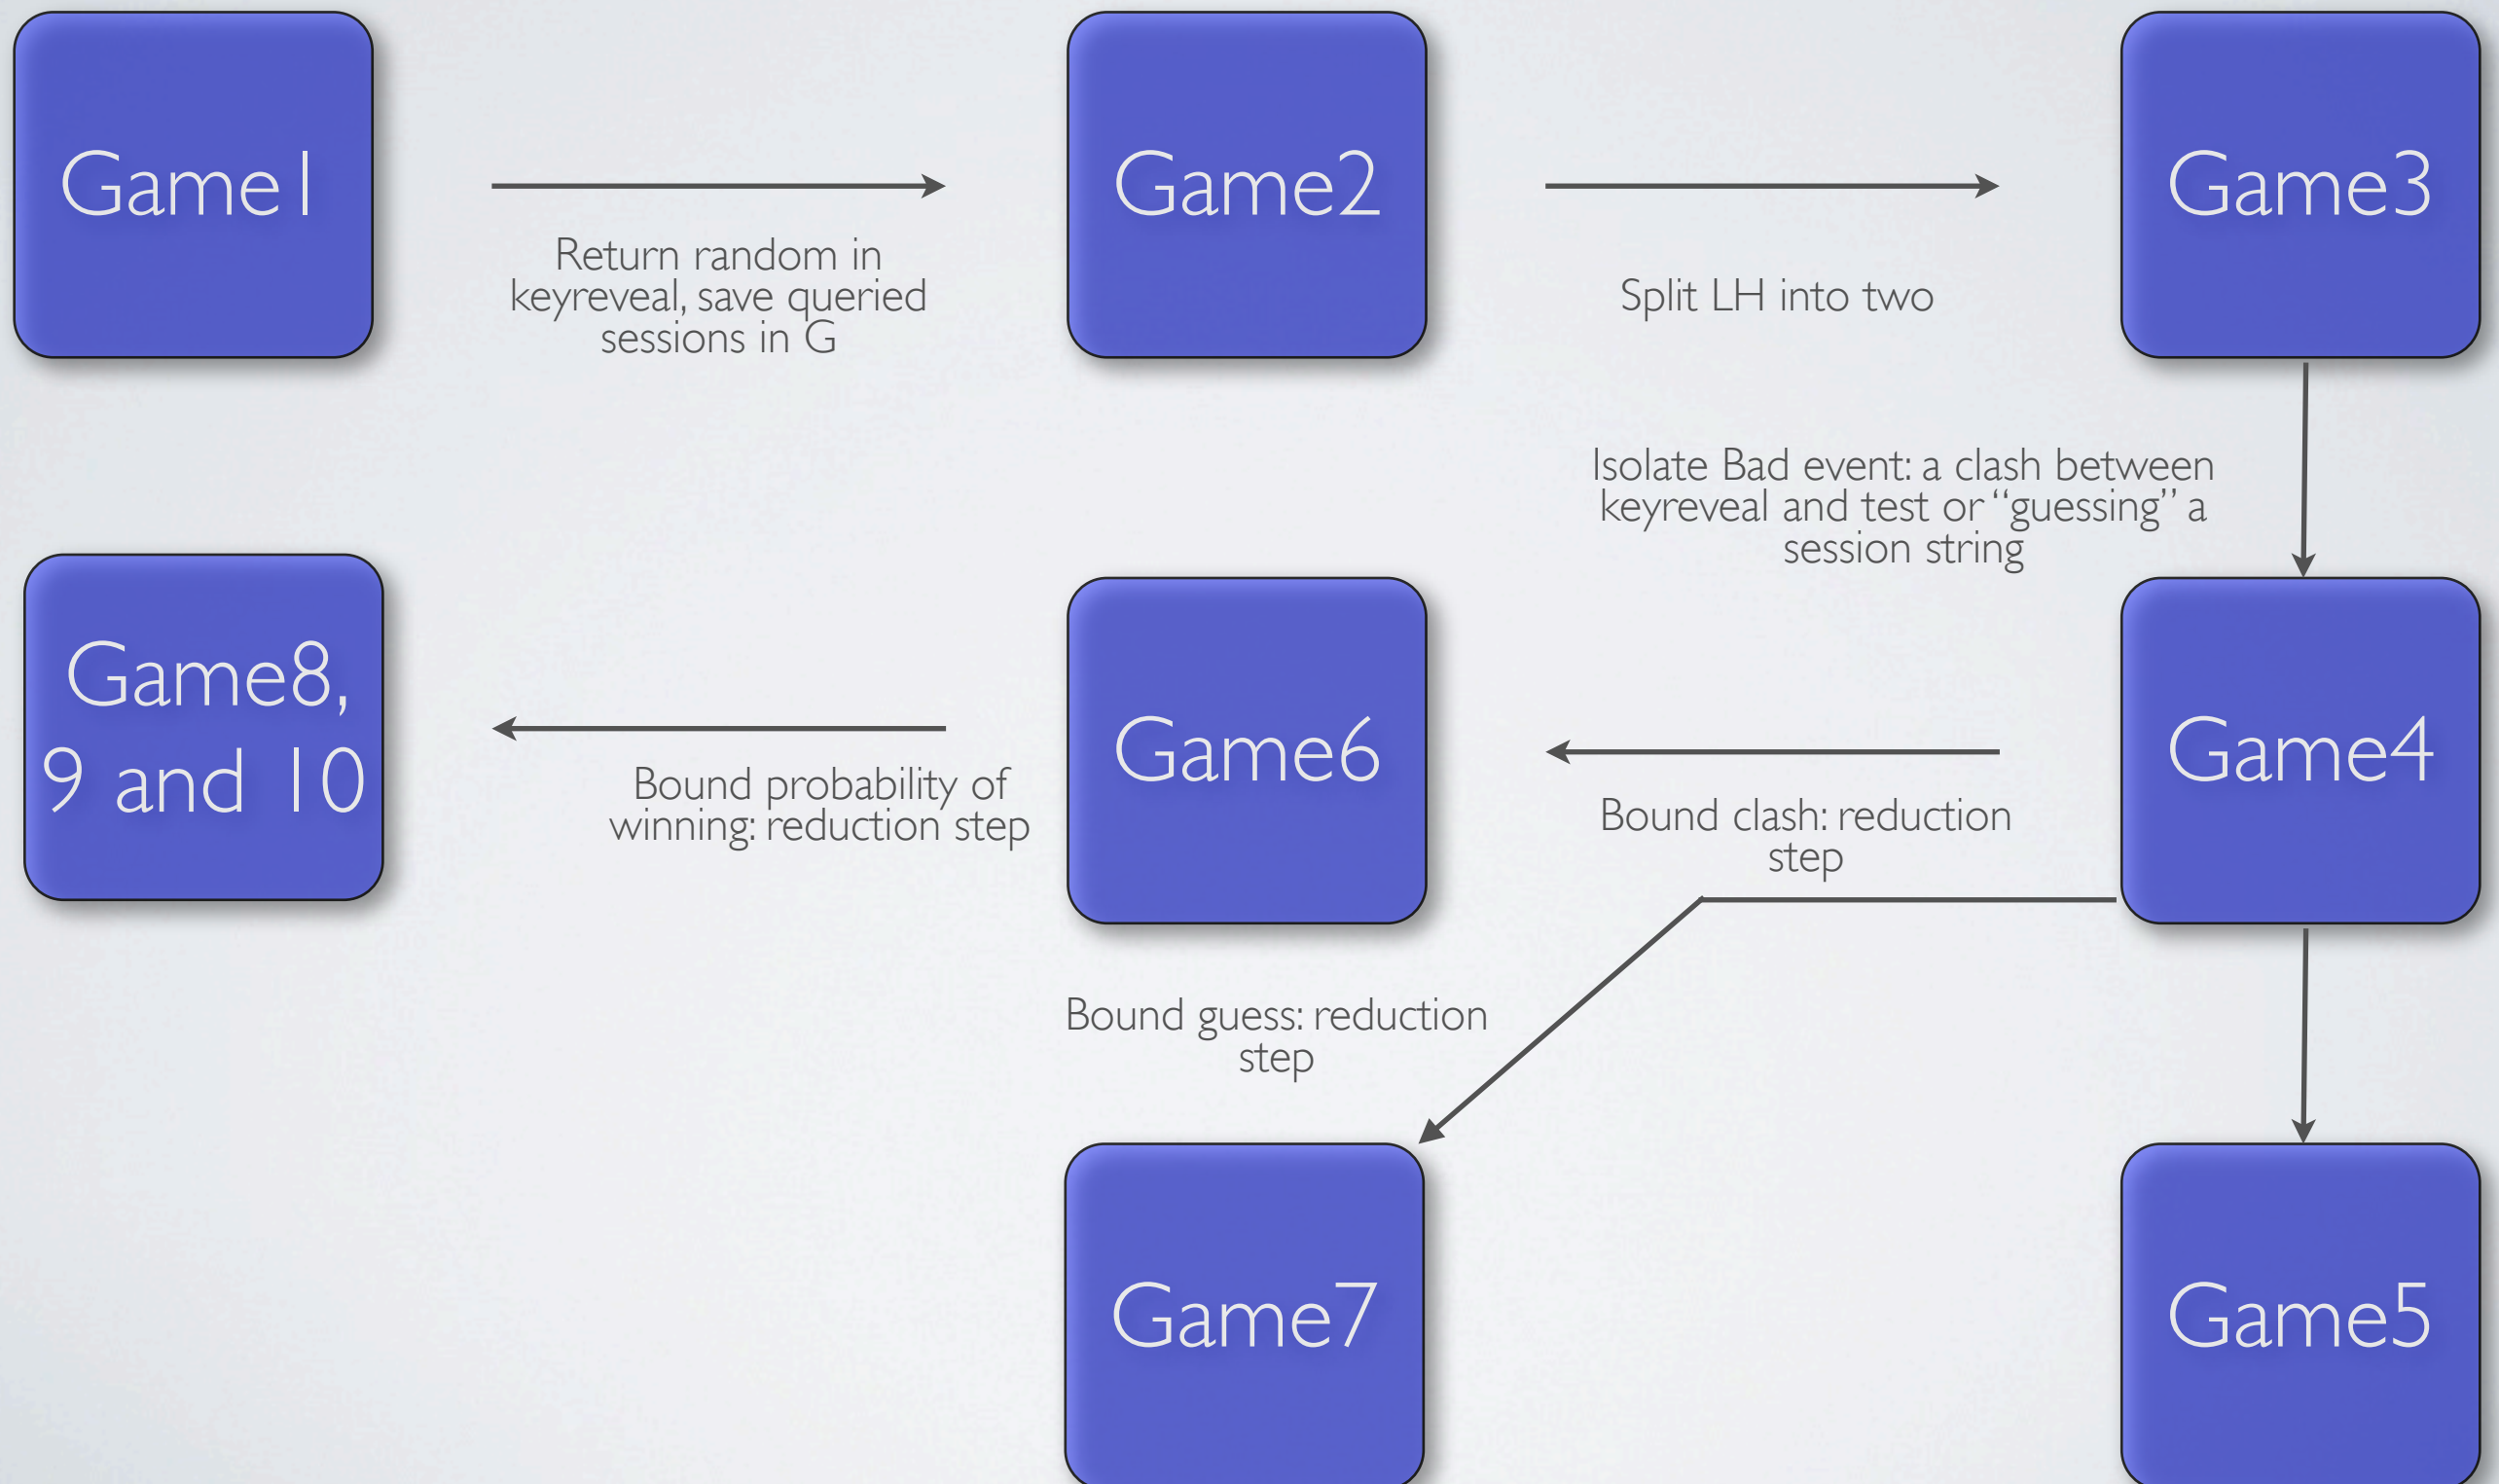 Game1
Game2
Game3
Return random in
keyreveal, save queried
sessions in G
Split LH into two
Isolate Bad event: a clash between
keyreveal and test or “guessing” a
session string
Game8,
9 and 10
Game6
Game4
Bound probability of
winning: reduction step
Bound clash: reduction
step
Bound guess: reduction
step
Game7
Game5